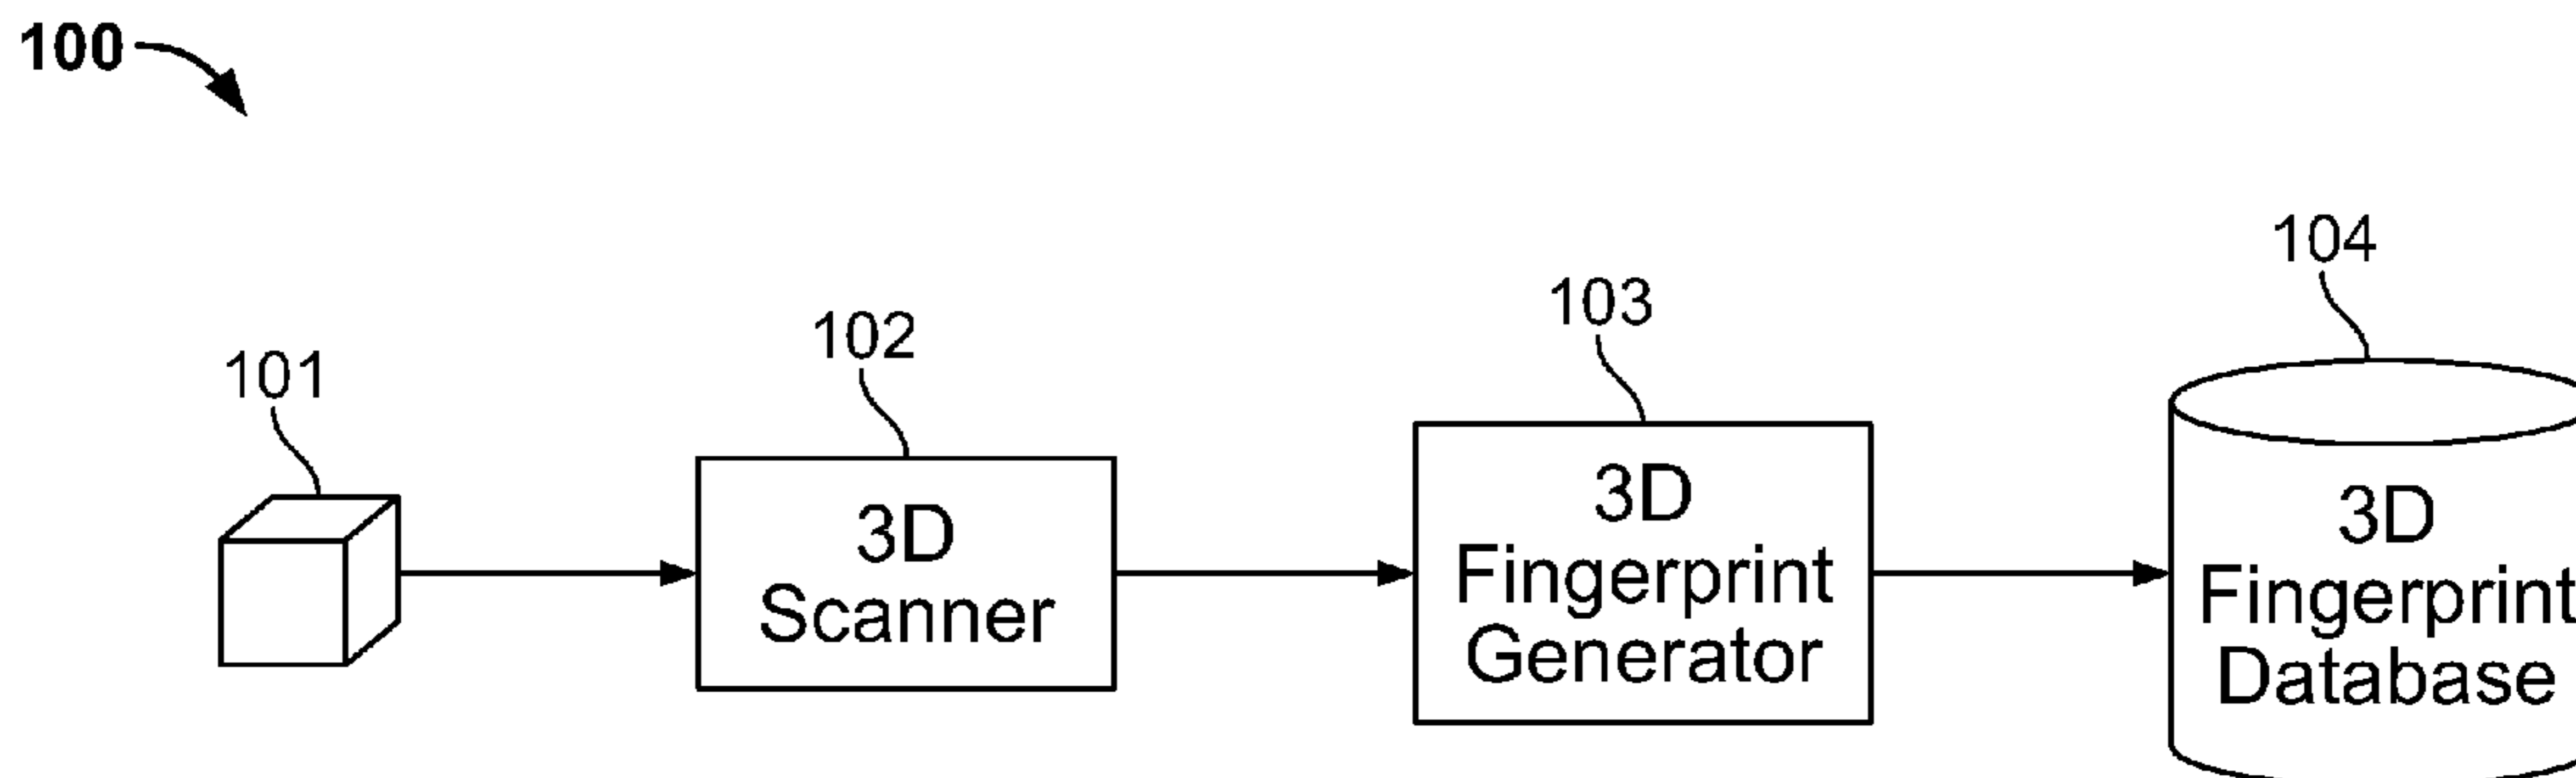 100
101
102
103
104
3D
Scanner
3D
Fingerprint
Generator
3D
Fingerprint
Database